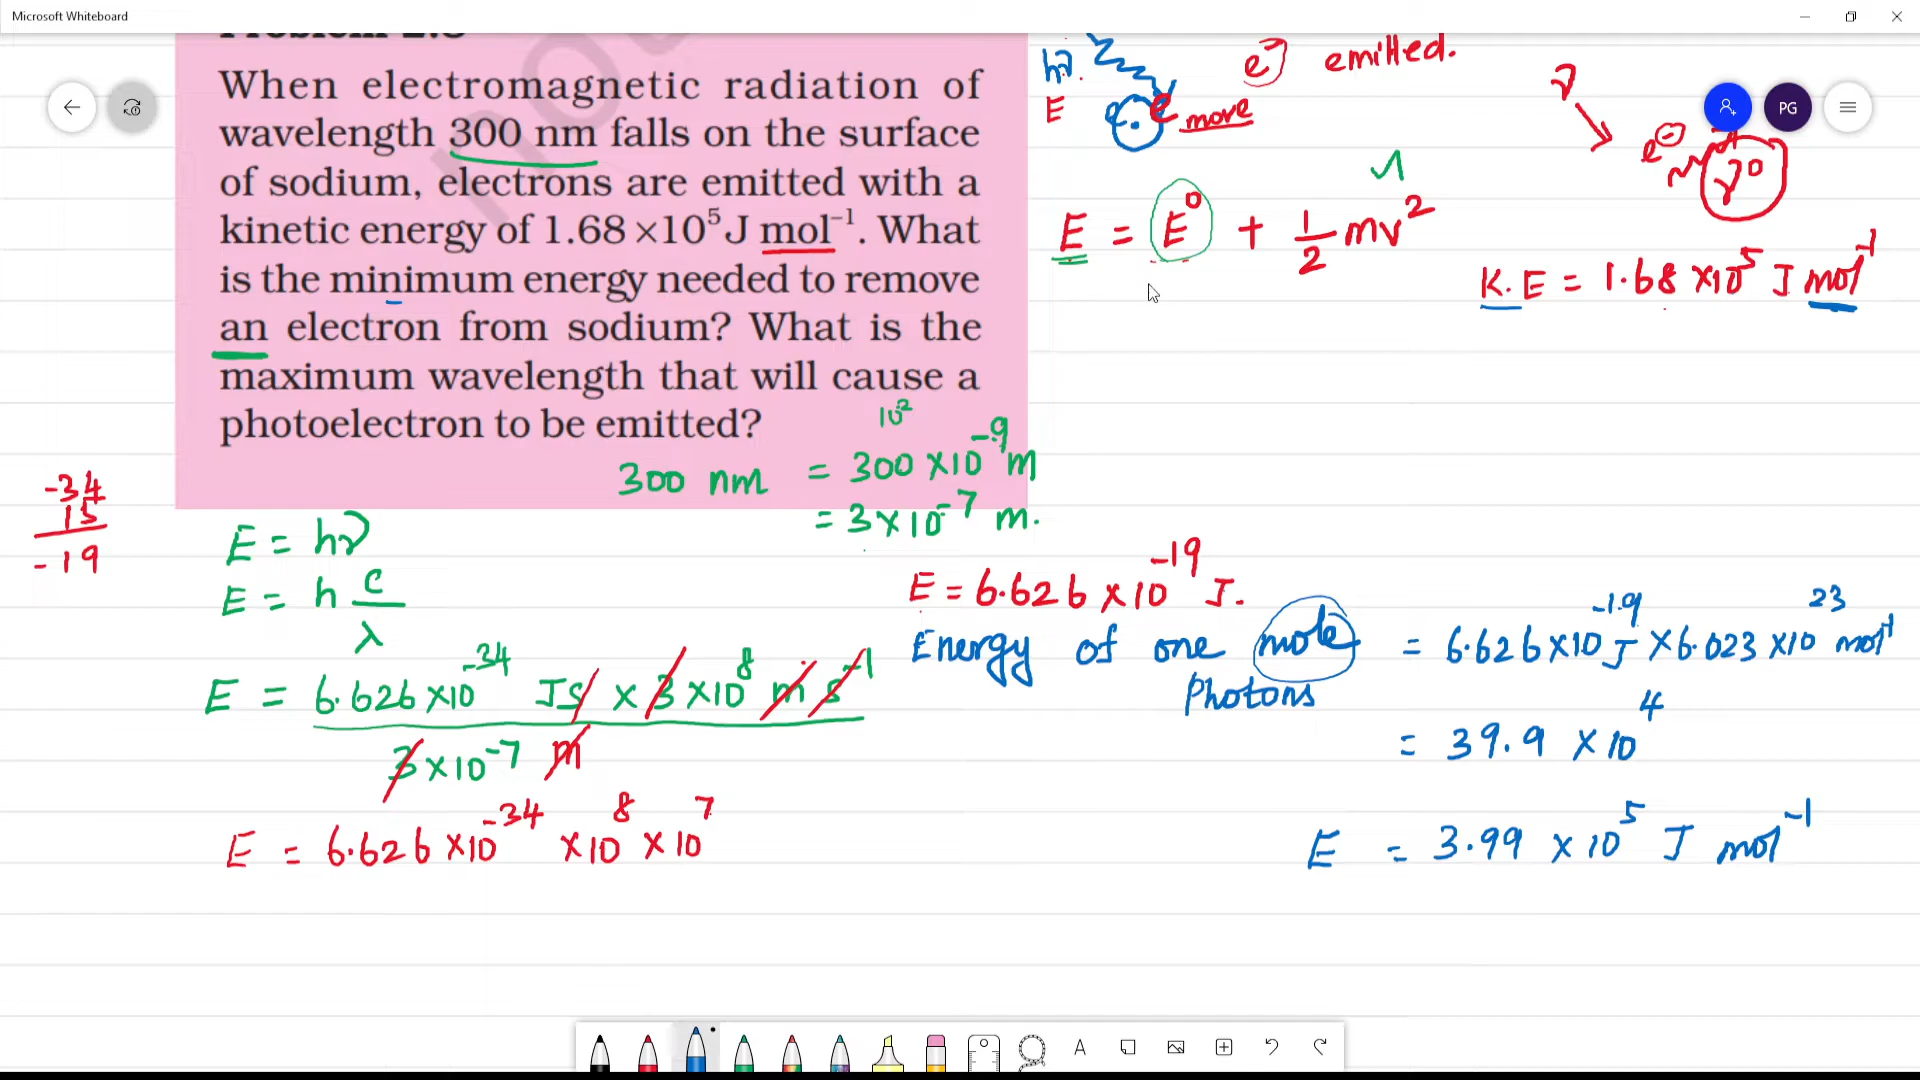 Microsoft Whiteboard
When electromagnetic radiation of
wavelength 300 nm falls on the surface
of sodium, electrons are emitted with a
kinetic energy of 1.68 ×10⁵ J mol⁻¹. What
is the minimum energy needed to remove
an electron from sodium? What is the
maximum wavelength that will cause a
photoelectron to be emitted?
10²
300 nm = 300 × 10⁻⁹ m
= 3 × 10⁻⁷ m.
hν.
E
e⁻ emitted.
e move
ν
e⁻
ν⁰
PG
E = E⁰ + 1/2 mv²
K.E = 1.68 × 10⁵ J mol⁻¹
-34
15
-19
E = hν
E = h c/λ
E = 6.626 × 10⁻³⁴ Js × 3 × 10⁸ m s⁻¹
3 × 10⁻⁷ m
E = 6.626 × 10⁻³⁴ × 10⁸ × 10⁷
E = 6.626 × 10⁻¹⁹ J.
Energy of one mole = 6.626 × 10⁻¹⁹ J × 6.023 × 10²³ mol⁻¹
Photons
= 39.9 × 10⁴
E = 3.99 × 10⁵ J mol⁻¹
A